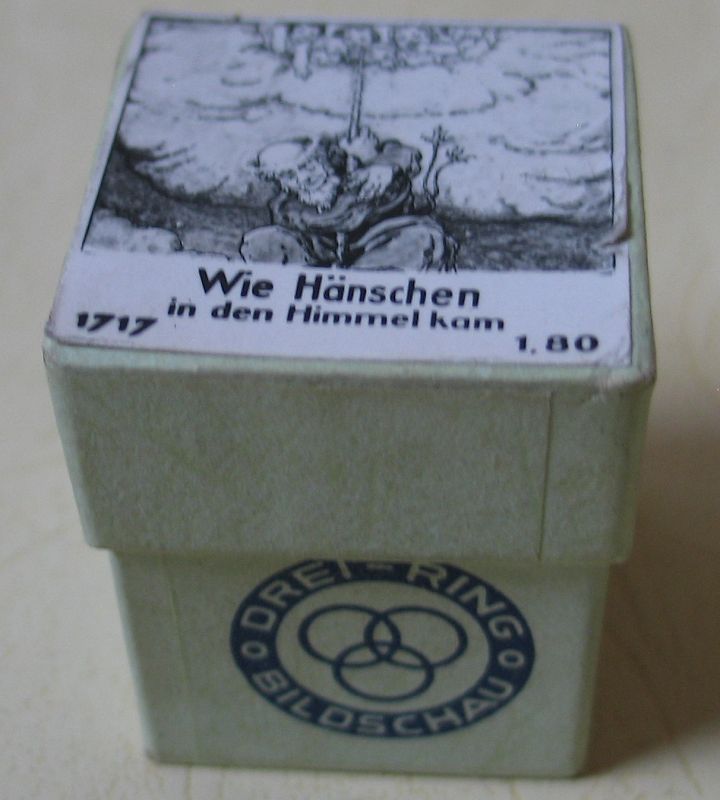 Wie Hänschen
in den Himmel kam
1717
1.80
DREI-RING
BILDSCHAU